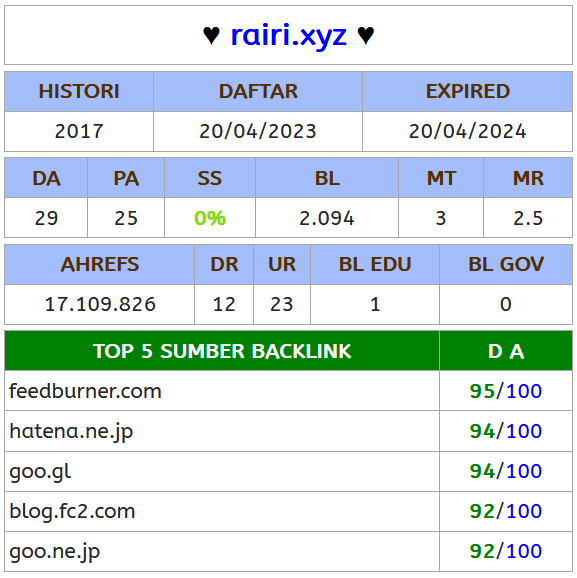 ♥ rairi.xyz ♥
HISTORI DAFTAR EXPIRED
2017 20/04/2023 20/04/2024
DA PA SS BL MT MR
29 25 0% 2.094 3 2.5
AHREFS DR UR BL EDU BL GOV
17.109.826 12 23 1 0
TOP 5 SUMBER BACKLINK D A
feedburner.com 95/100
hatena.ne.jp 94/100
goo.gl 94/100
blog.fc2.com 92/100
goo.ne.jp 92/100